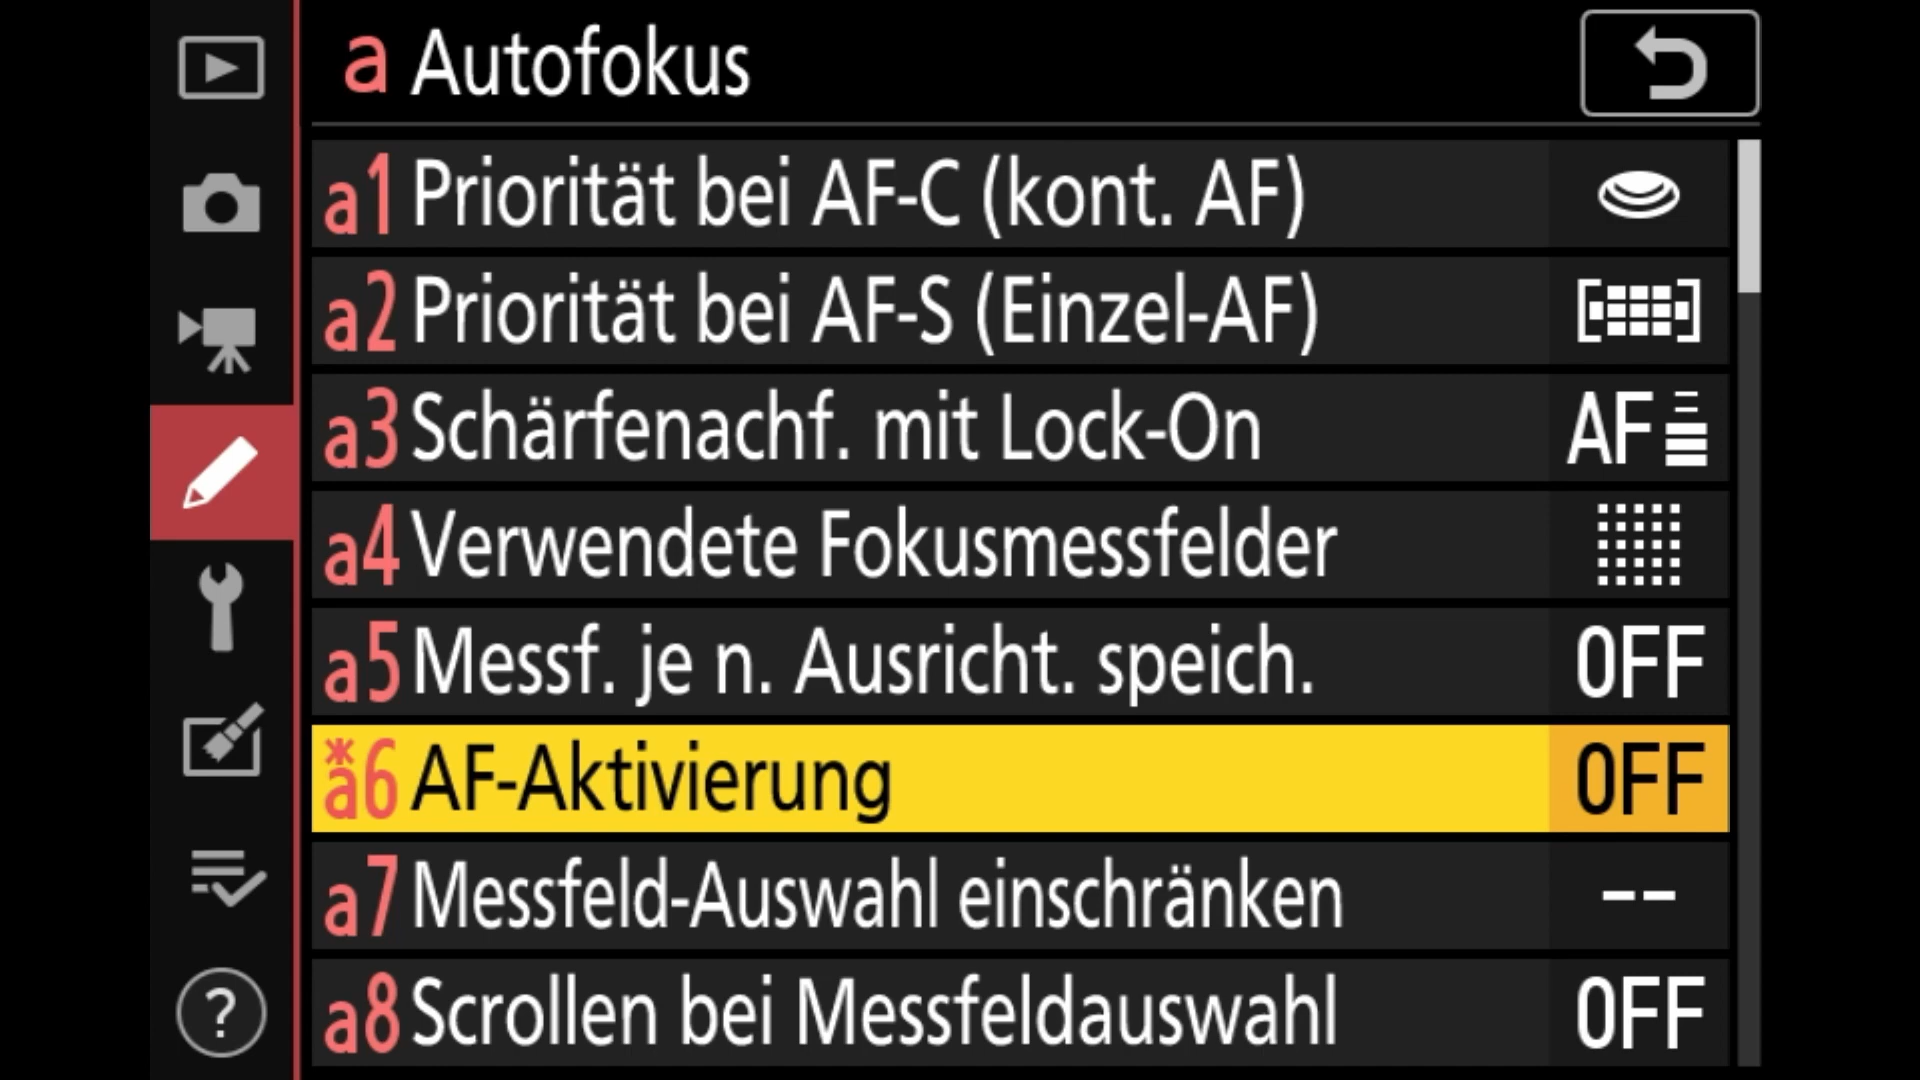 a Autofokus
a1 Priorität bei AF-C (kont. AF)
a2 Priorität bei AF-S (Einzel-AF)
a3 Schärfenachf. mit Lock-On AF
a4 Verwendete Fokusmessfelder
a5 Messf. je n. Ausricht. speich. OFF
*a6 AF-Aktivierung OFF
a7 Messfeld-Auswahl einschränken --
a8 Scrollen bei Messfeldauswahl OFF
?